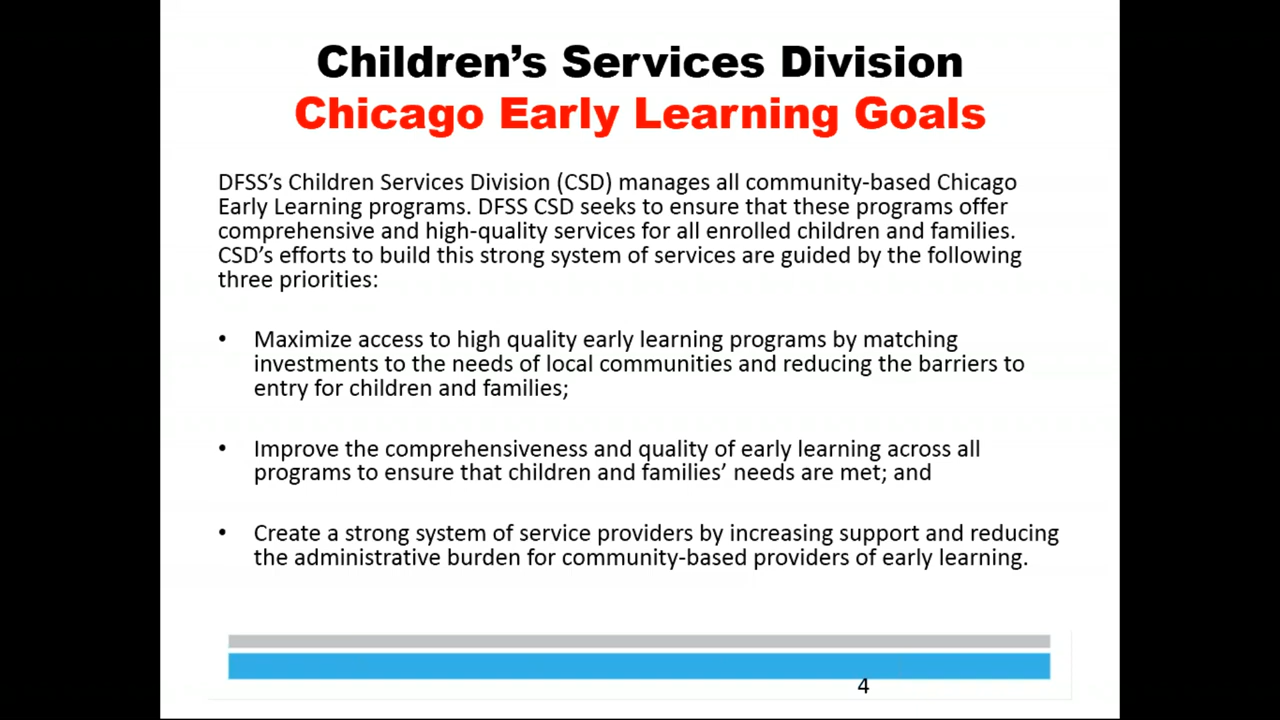 Children’s Services Division
Chicago Early Learning Goals
DFSS’s Children Services Division (CSD) manages all community-based Chicago
Early Learning programs. DFSS CSD seeks to ensure that these programs offer
comprehensive and high-quality services for all enrolled children and families.
CSD’s efforts to build this strong system of services are guided by the following
three priorities:
• Maximize access to high quality early learning programs by matching
investments to the needs of local communities and reducing the barriers to
entry for children and families;
• Improve the comprehensiveness and quality of early learning across all
programs to ensure that children and families’ needs are met; and
• Create a strong system of service providers by increasing support and reducing
the administrative burden for community-based providers of early learning.
4